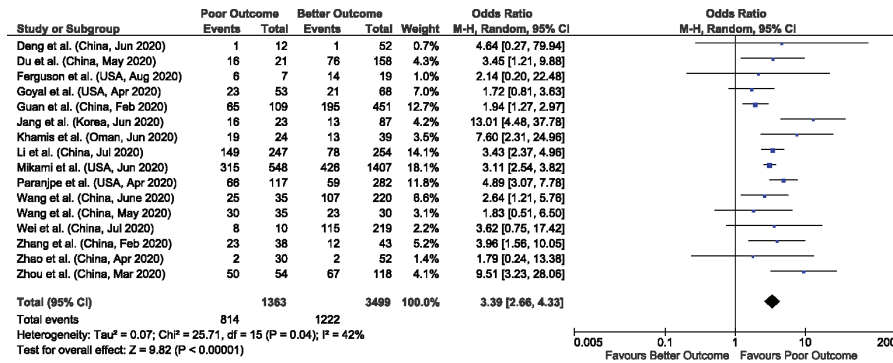 Poor Outcome Better Outcome Odds Ratio Odds Ratio
Study or Subgroup Events Total Events Total Weight M-H, Random, 95% CI M-H, Random, 95% CI
Deng et al. (China, Jun 2020) 1 12 1 52 0.7% 4.64 [0.27, 79.94]
Du et al. (China, May 2020) 16 21 76 158 4.3% 3.45 [1.21, 9.88]
Ferguson et al. (USA, Aug 2020) 6 7 14 19 1.1% 2.14 [0.20, 22.48]
Goyal et al. (USA, Apr 2020) 23 53 21 68 7.1% 1.72 [0.81, 3.63]
Guan et al. (China, Feb 2020) 65 109 195 451 12.7% 1.94 [1.27, 2.97]
Jang et al. (Korea, Jun 2020) 16 23 13 87 4.2% 13.01 [4.48, 37.78]
Khamis et al. (Oman, Jun 2020) 19 24 13 39 3.5% 7.60 [2.31, 24.96]
Li et al. (China, Jul 2020) 149 247 78 254 14.1% 3.43 [2.37, 4.96]
Mikami et al. (USA, Jun 2020) 315 548 426 1407 18.1% 3.11 [2.54, 3.82]
Paranjpe et al. (USA, Apr 2020) 66 117 59 282 11.8% 4.89 [3.07, 7.78]
Wang et al. (China, June 2020) 25 35 107 220 6.6% 2.64 [1.21, 5.76]
Wang et al. (China, May 2020) 30 35 23 30 3.1% 1.83 [0.51, 6.50]
Wei et al. (China, Jul 2020) 8 10 115 219 2.0% 3.62 [0.75, 17.42]
Zhang et al. (China, Feb 2020) 23 38 12 43 5.2% 3.96 [1.56, 10.05]
Zhao et al. (China, Apr 2020) 2 30 2 52 1.4% 1.79 [0.24, 13.38]
Zhou et al. (China, Mar 2020) 50 54 67 118 4.1% 9.51 [3.23, 28.06]
Total (95% CI) 1363 3499 100.0% 3.39 [2.66, 4.33]
Total events 814 1222
Heterogeneity: Tau² = 0.07; Chi² = 25.71, df = 15 (P = 0.04); I² = 42%
Test for overall effect: Z = 9.82 (P < 0.00001)
0.005 0.1 1 10 200
Favours Better Outcome Favours Poor Outcome